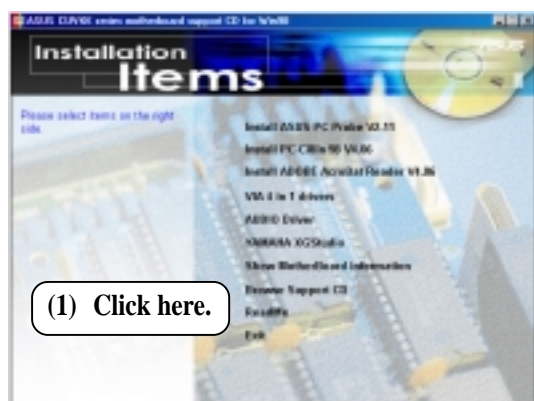 ASUS CUV4X series motherboard support CD for Win98
Installation
Items
ASUS
Please select items on the right
side.
Install ASUS PC Probe V2.11
Install PC-Cillin 98 V4.06
Install ADOBE Acrobat Reader V4.06
VIA 4 in 1 drivers
AUDIO Driver
YAMAHA XGStudio
Show Motherboard Information
Browse Support CD
ReadMe
Exit
(1) Click here.